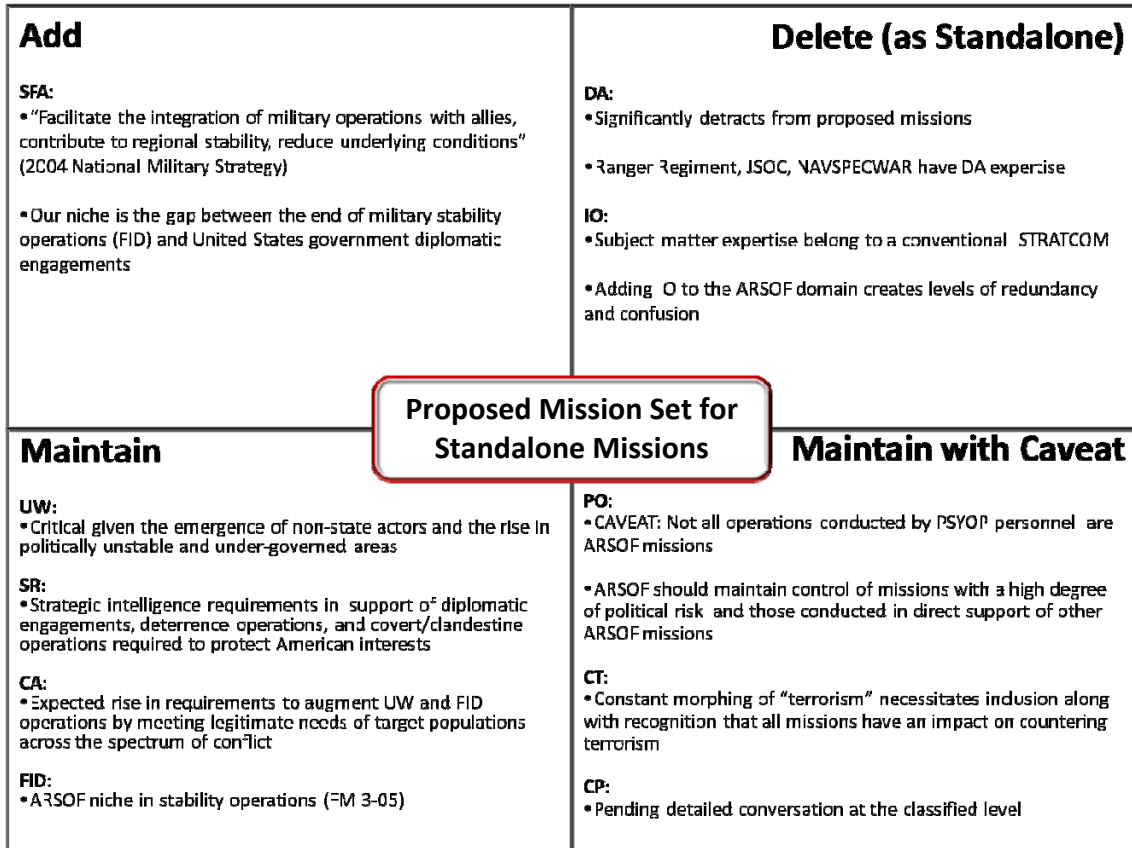 Add
SFA:
•"Facilitate the integration of military operations with allies,
contribute to regional stability, reduce underlying conditions"
(2004 National Military Strategy)
•Our niche is the gap between the end of military stability
operations (FID) and United States government diplomatic
engagements
Delete (as Standalone)
DA:
•Significantly detracts from proposed missions
•Ranger Regiment, JSOC, NAVSPECWAR have DA expertise
IO:
•Subject matter expertise belong to a conventional STRATCOM
•Adding IO to the ARSOF domain creates levels of redundancy
and confusion
Proposed Mission Set for
Standalone Missions
Maintain
UW:
•Critical given the emergence of non-state actors and the rise in
politically unstable and under-governed areas
SR:
•Strategic intelligence requirements in support of diplomatic
engagements, deterrence operations, and covert/clandestine
operations required to protect American interests
CA:
•Expected rise in requirements to augment UW and FID
operations by meeting legitimate needs of target populations
across the spectrum of conflict
FID:
•ARSOF niche in stability operations (FM 3-05)
Maintain with Caveat
PO:
•CAVEAT: Not all operations conducted by PSYOP personnel are
ARSOF missions
•ARSOF should maintain control of missions with a high degree
of political risk and those conducted in direct support of other
ARSOF missions
CT:
•Constant morphing of "terrorism" necessitates inclusion along
with recognition that all missions have an impact on countering
terrorism
CP:
•Pending detailed conversation at the classified level